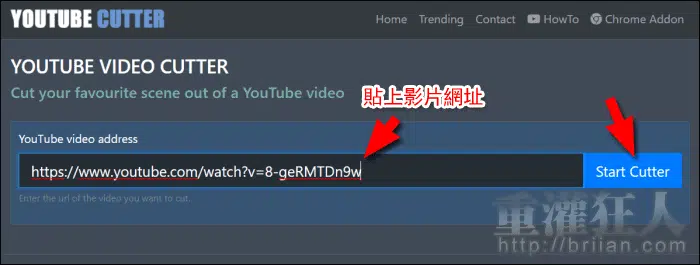 YOUTUBE CUTTER
Home Trending Contact HowTo Chrome Addon
YOUTUBE VIDEO CUTTER
Cut your favourite scene out of a YouTube video
貼上影片網址
YouTube video address
https://www.youtube.com/watch?v=8-geRMTDn9w
Start Cutter
Enter the url of the video you want to cut.
重灌狂人
http://briian.com